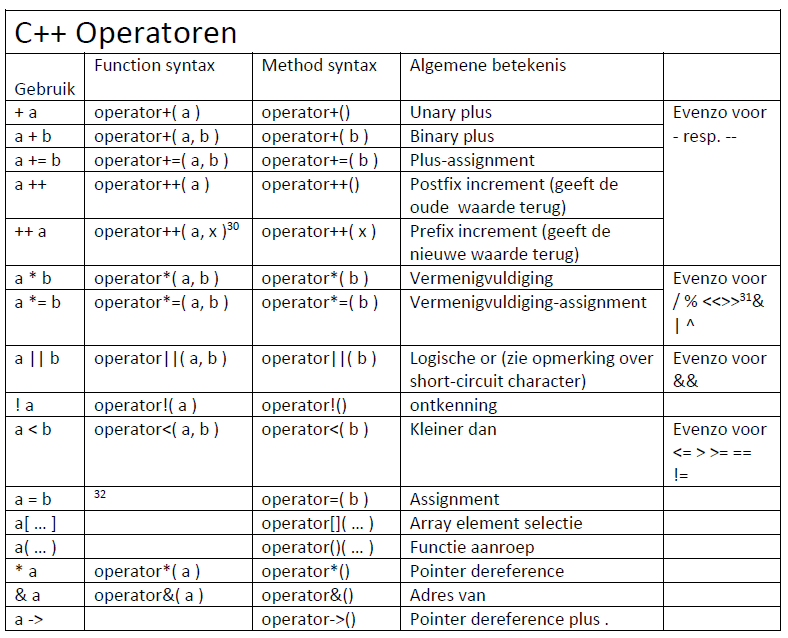 C++ Operatoren
Gebruik Function syntax Method syntax Algemene betekenis
+ a operator+( a ) operator+() Unary plus Evenzo voor
a + b operator+( a, b ) operator+( b ) Binary plus - resp. --
a += b operator+=( a, b ) operator+=( b ) Plus-assignment
a ++ operator++( a ) operator++() Postfix increment (geeft de
oude waarde terug)
++ a operator++( a, x )30 operator++( x ) Prefix increment (geeft de
nieuwe waarde terug)
a * b operator*( a, b ) operator*( b ) Vermenigvuldiging Evenzo voor
a *= b operator*=( a, b ) operator*=( b ) Vermenigvuldiging-assignment / % <<>>31&
| ^
a || b operator||( a, b ) operator||( b ) Logische or (zie opmerking over Evenzo voor
short-circuit character) &&
! a operator!( a ) operator!() ontkenning
a < b operator<( a, b ) operator<( b ) Kleiner dan Evenzo voor
<= > >= ==
!=
a = b 32 operator=( b ) Assignment
a[ ... ] operator[]( ... ) Array element selectie
a( ... ) operator()( ... ) Functie aanroep
* a operator*( a ) operator*() Pointer dereference
& a operator&( a ) operator&() Adres van
a -> operator->() Pointer dereference plus .